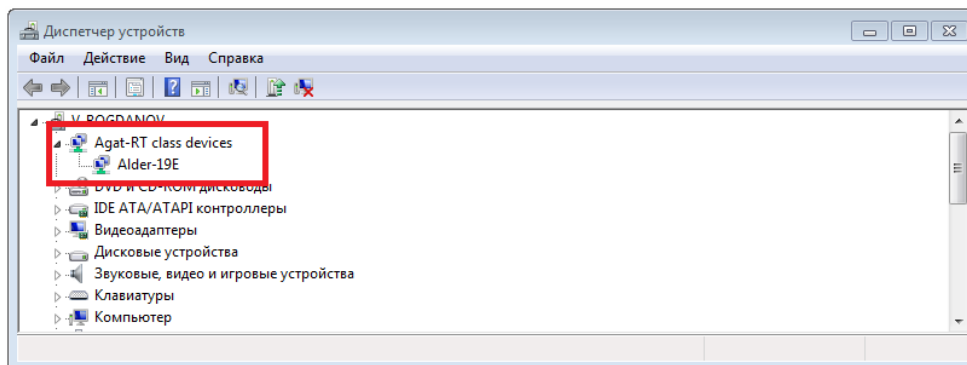 Диспетчер устройств
Файл Действие Вид Справка
V-BOGDANOV
Agat-RT class devices
Alder-19E
DVD и CD-ROM дисководы
IDE ATA/ATAPI контроллеры
Видеоадаптеры
Дисковые устройства
Звуковые, видео и игровые устройства
Клавиатуры
Компьютер